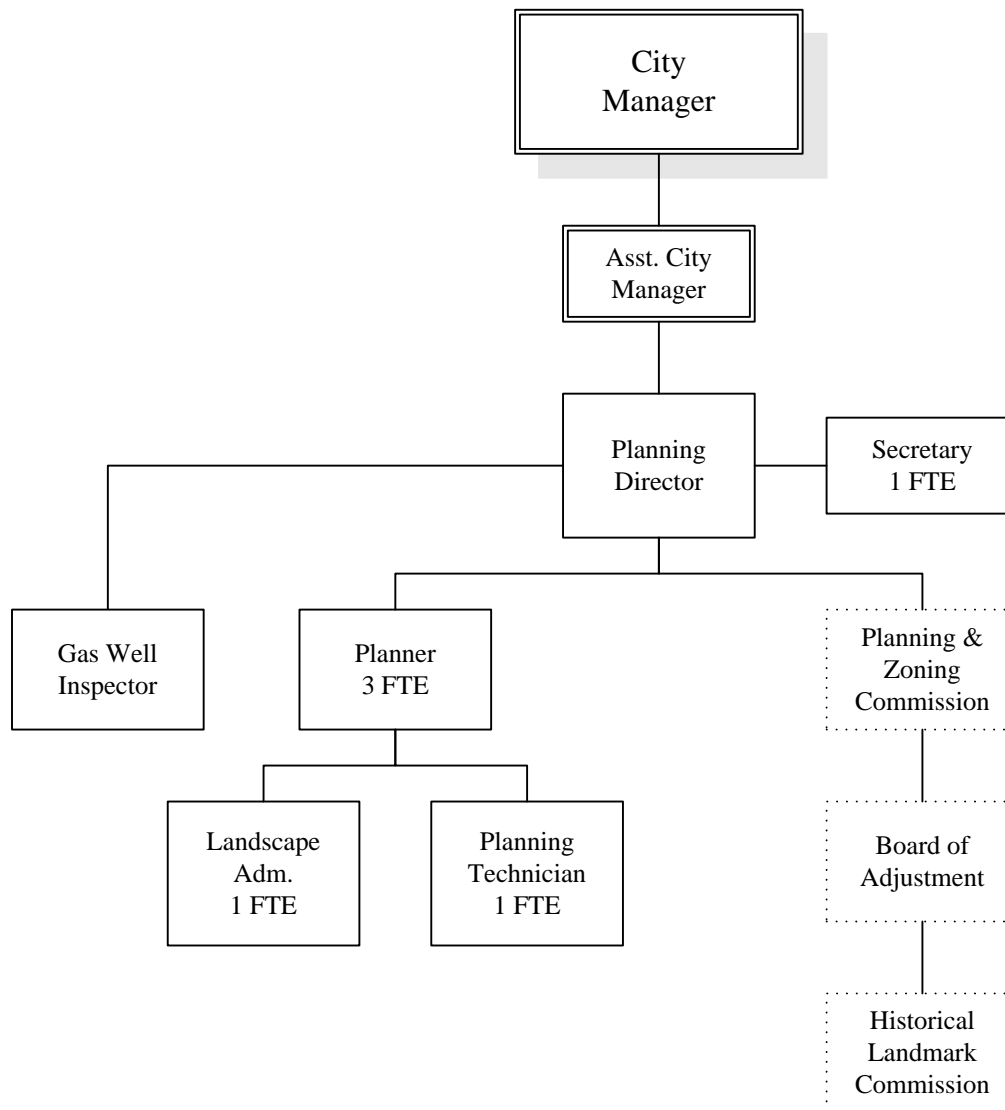 City
Manager
Asst. City
Manager
Planning
Director
Secretary
1 FTE
Gas Well
Inspector
Planner
3 FTE
Planning &
Zoning
Commission
Landscape
Adm.
1 FTE
Planning
Technician
1 FTE
Board of
Adjustment
Historical
Landmark
Commission